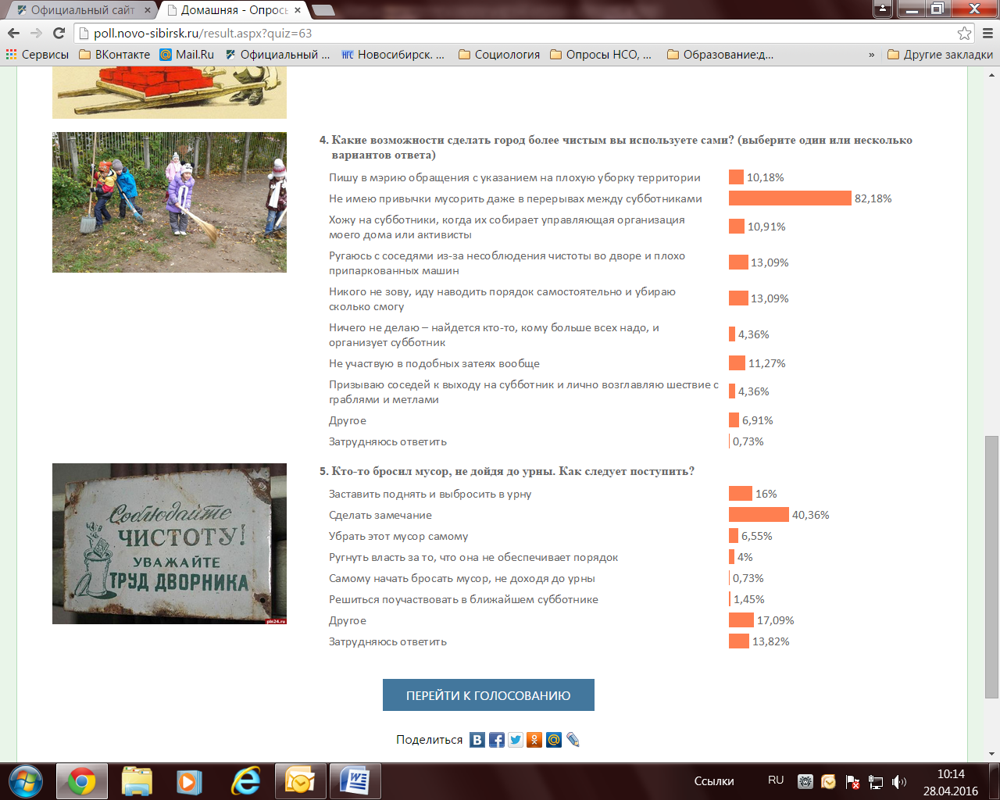 Официальный сайт
Домашняя - Опрось
poll.novo-sibirsk.ru/result.aspx?quiz=63
Сервисы ВКонтакте Mail.Ru Официальный ... НГС Новосибирск. ... Социология Опросы НСО, ... Образование:д... » Другие закладки
4. Какие возможности сделать город более чистым вы используете сами? (выберите один или несколько
вариантов ответа)
Пишу в мэрию обращения с указанием на плохую уборку территории 10,18%
Не имею привычки мусорить даже в перерывах между субботниками 82,18%
Хожу на субботники, когда их собирает управляющая организация
моего дома или активисты 10,91%
Ругаюсь с соседями из-за несоблюдения чистоты во дворе и плохо
припаркованных машин 13,09%
Никого не зову, иду наводить порядок самостоятельно и убираю
сколько смогу 13,09%
Ничего не делаю – найдется кто-то, кому больше всех надо, и
организует субботник 4,36%
Не участвую в подобных затеях вообще 11,27%
Призываю соседей к выходу на субботник и лично возглавляю шествие с
граблями и метлами 4,36%
Другое 6,91%
Затрудняюсь ответить 0,73%
Соблюдайте
ЧИСТОТУ!
УВАЖАЙТЕ
ТРУД ДВОРНИКА
pin24.ru
5. Кто-то бросил мусор, не дойдя до урны. Как следует поступить?
Заставить поднять и выбросить в урну 16%
Сделать замечание 40,36%
Убрать этот мусор самому 6,55%
Ругнуть власть за то, что она не обеспечивает порядок 4%
Самому начать бросать мусор, не доходя до урны 0,73%
Решиться поучаствовать в ближайшем субботнике 1,45%
Другое 17,09%
Затрудняюсь ответить 13,82%
ПЕРЕЙТИ К ГОЛОСОВАНИЮ
Поделиться
Ссылки RU 10:14
28.04.2016